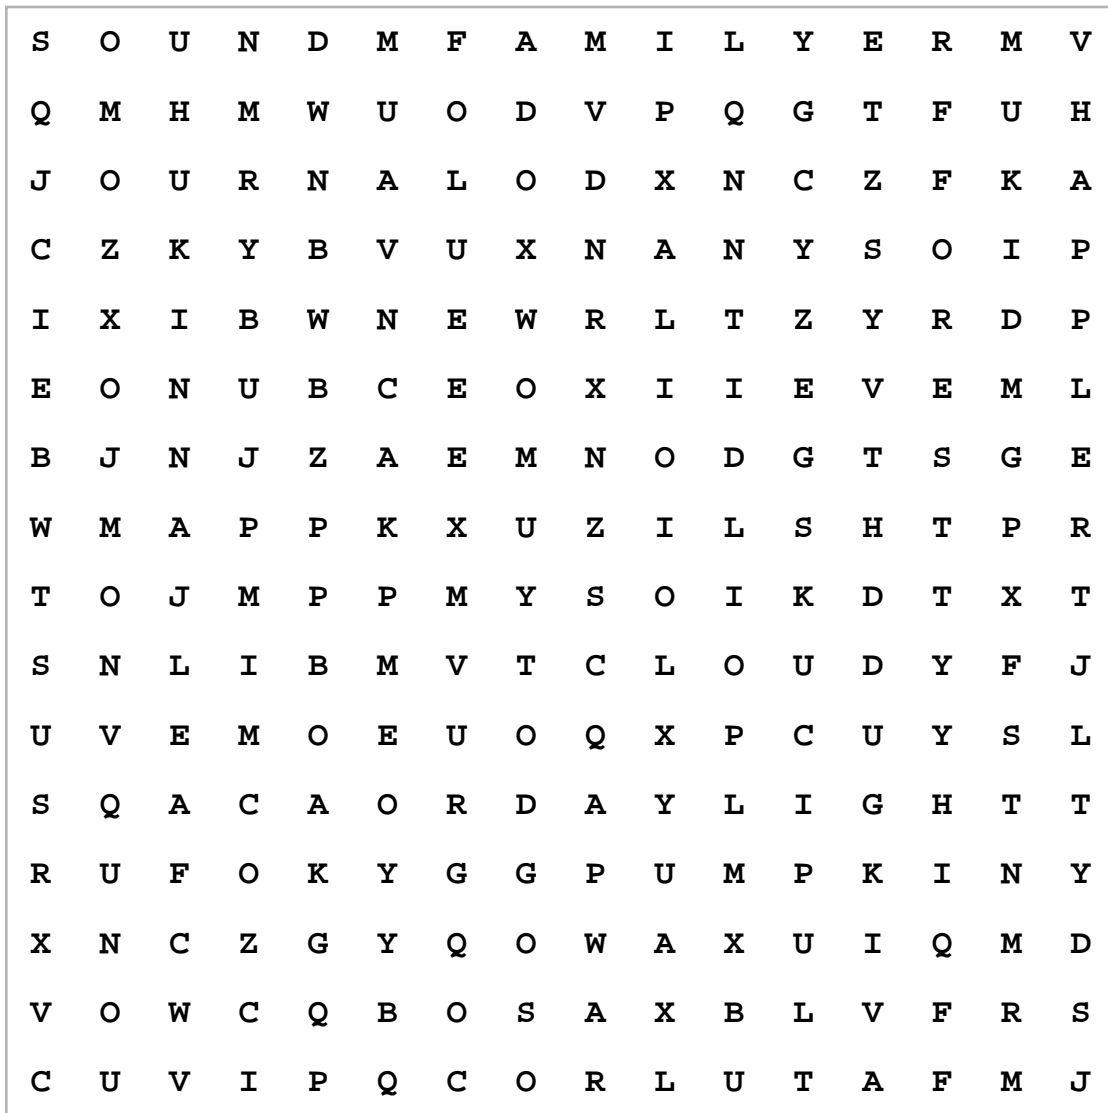 S O U N D M F A M I L Y E R M V
Q M H M W U O D V P Q G T F U H
J O U R N A L O D X N C Z F K A
C Z K Y B V U X N A N Y S O I P
I X I B W N E W R L T Z Y R D P
E O N U B C E O X I I E V E M L
B J N J Z A E M N O D G T S G E
W M A P P K X U Z I L S H T P R
T O J M P P M Y S O I K D T X T
S N L I B M V T C L O U D Y F J
U V E M O E U O Q X P C U Y S L
S Q A C A O R D A Y L I G H T T
R U F O K Y G G P U M P K I N Y
X N C Z G Y Q O W A X U I Q M D
V O W C Q B O S A X B L V F R S
C U V I P Q C O R L U T A F M J